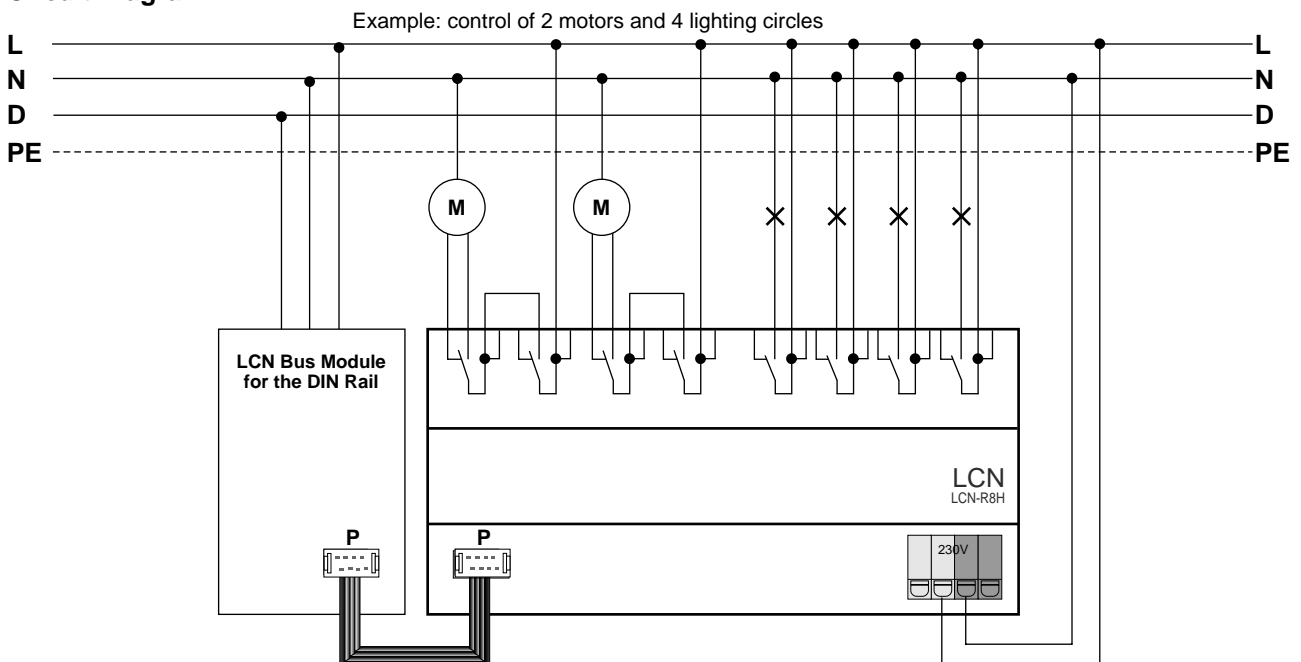 Example: control of 2 motors and 4 lighting circles
L L
N N
D D
PE PE
M M
LCN Bus Module
for the DIN Rail
LCN
LCN-R8H
P P
230V